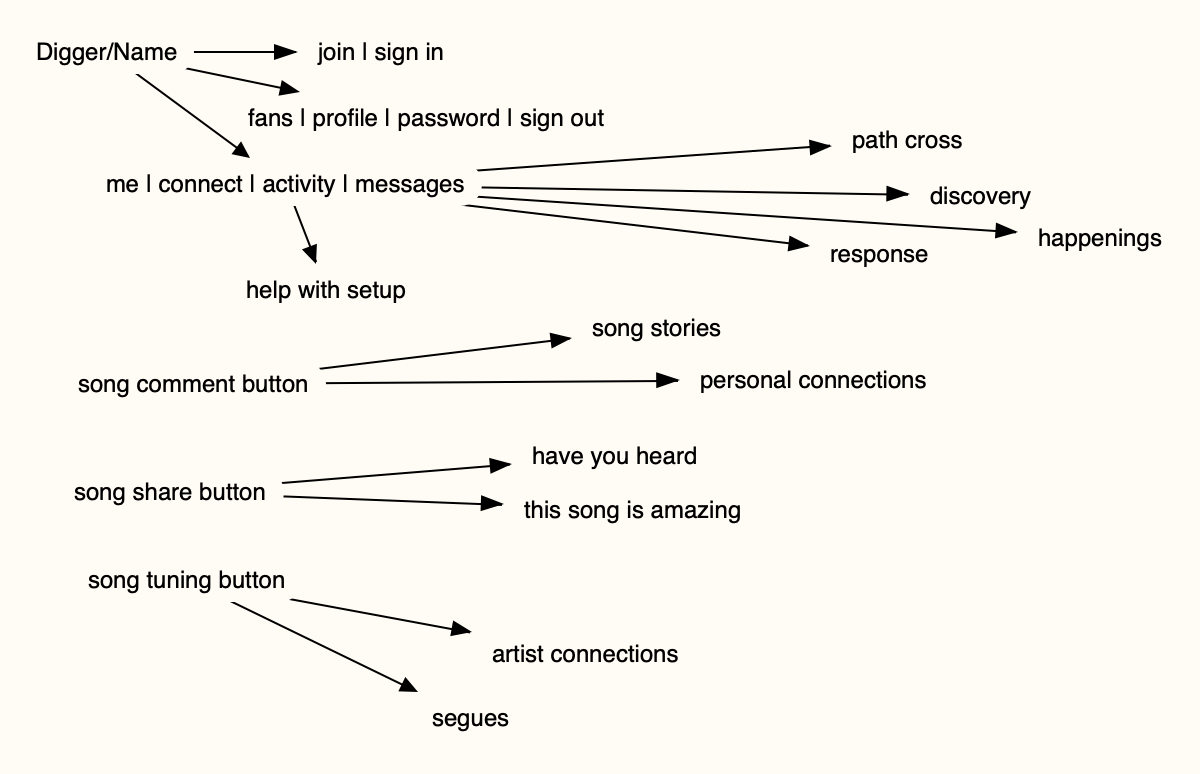 Digger/Name
join | sign in
fans | profile | password | sign out
path cross
me | connect | activity | messages
discovery
happenings
response
help with setup
song stories
song comment button
personal connections
have you heard
song share button
this song is amazing
song tuning button
artist connections
segues